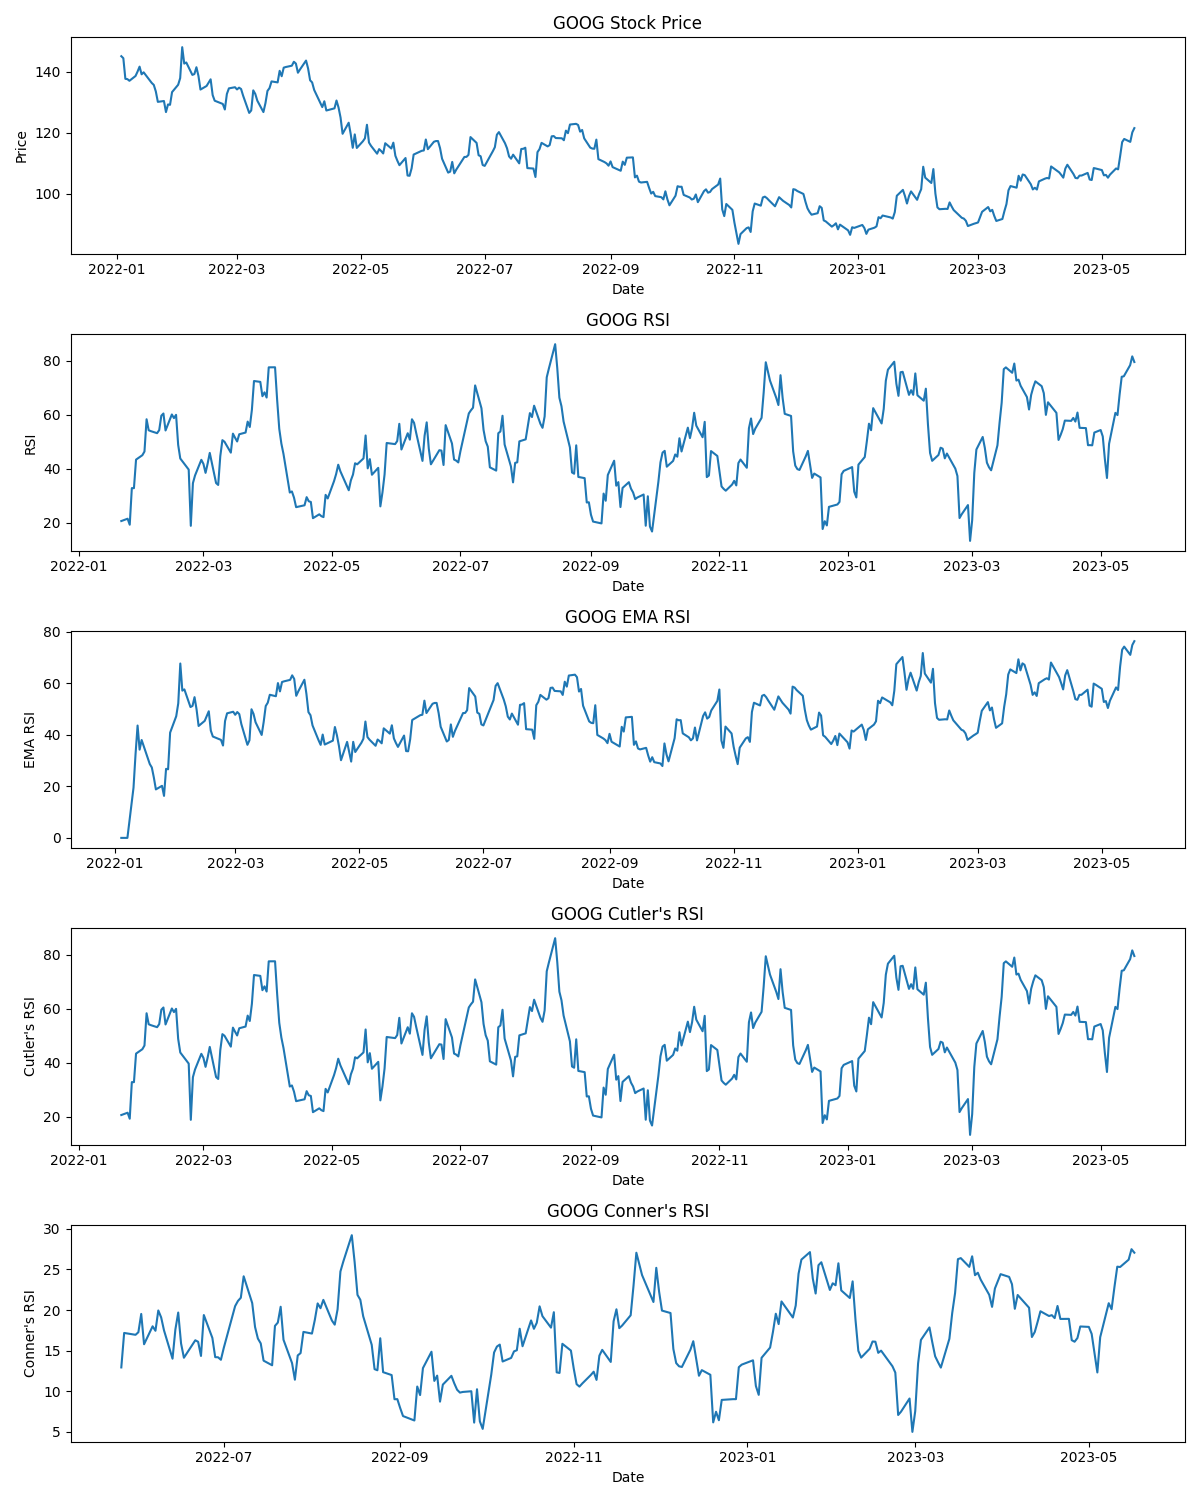 GOOG Stock Price
140
120
100
Price
2022-01 2022-03 2022-05 2022-07 2022-09 2022-11 2023-01 2023-03 2023-05
Date
GOOG RSI
80
60
40
20
RSI
2022-01 2022-03 2022-05 2022-07 2022-09 2022-11 2023-01 2023-03 2023-05
Date
GOOG EMA RSI
80
60
40
20
0
EMA RSI
2022-01 2022-03 2022-05 2022-07 2022-09 2022-11 2023-01 2023-03 2023-05
Date
GOOG Cutler's RSI
80
60
40
20
Cutler's RSI
2022-01 2022-03 2022-05 2022-07 2022-09 2022-11 2023-01 2023-03 2023-05
Date
GOOG Conner's RSI
30
25
20
15
10
5
Conner's RSI
2022-07 2022-09 2022-11 2023-01 2023-03 2023-05
Date